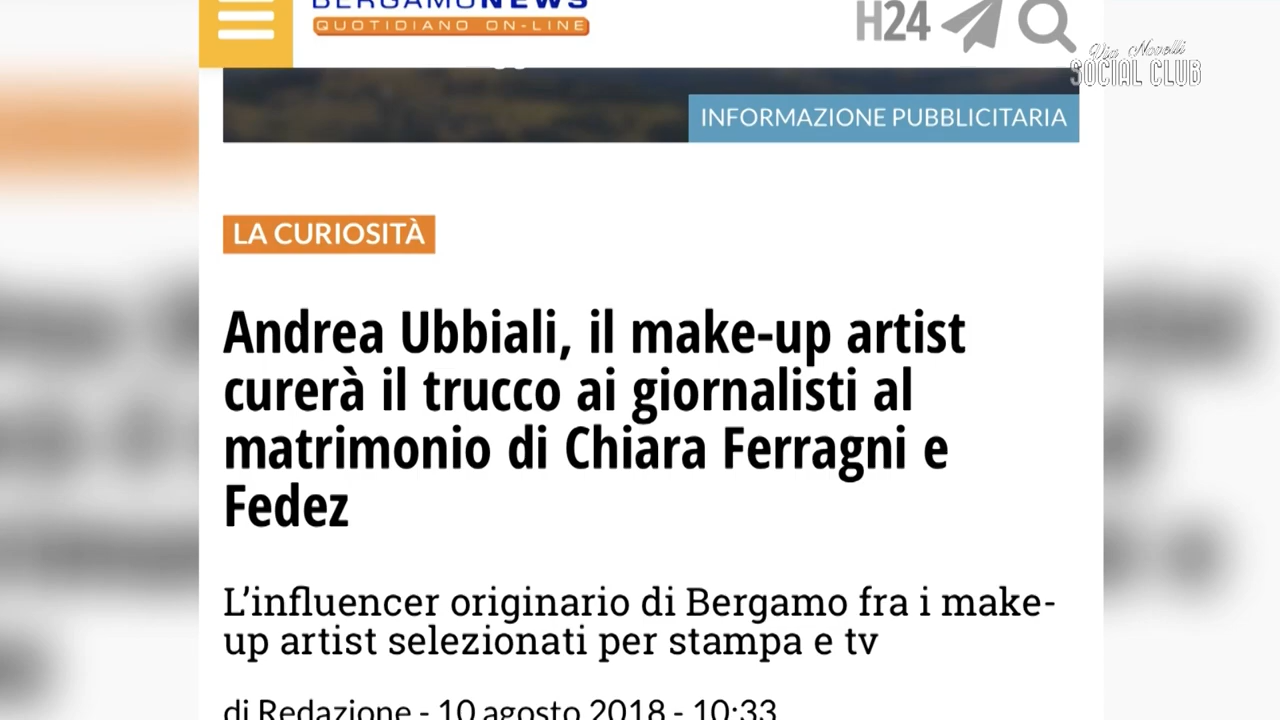 BERGAMONEWS
QUOTIDIANO ON-LINE
H24
Via Novelli
SOCIAL CLUB
INFORMAZIONE PUBBLICITARIA
LA CURIOSITÀ
Andrea Ubbiali, il make-up artist
curerà il trucco ai giornalisti al
matrimonio di Chiara Ferragni e
Fedez
L'influencer originario di Bergamo fra i make-
up artist selezionati per stampa e tv
di Redazione - 10 agosto 2018 - 10:33